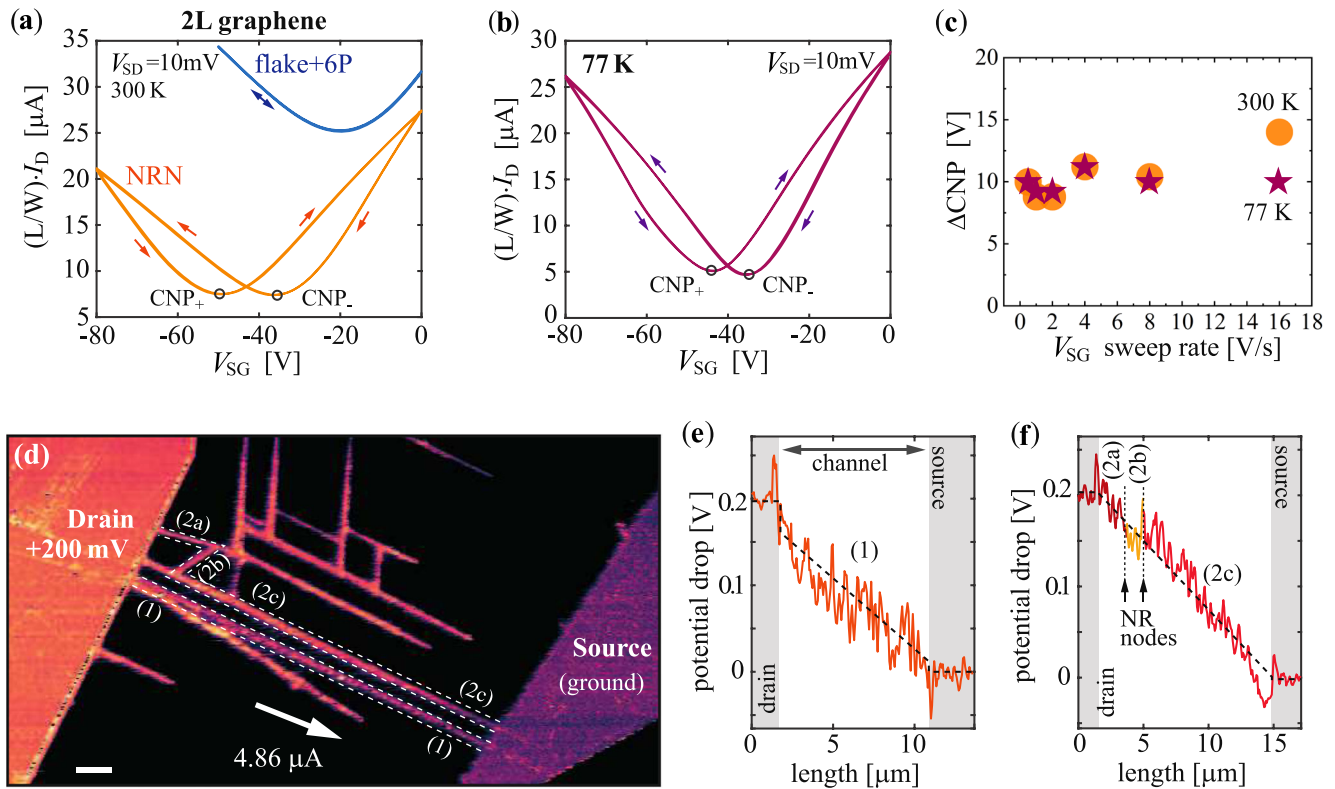 (a)
2L graphene
(L/W)·I_D [µA]
35
30
25
20
15
10
5
V_SD=10mV
300 K
flake+6P
NRN
CNP₊
CNP₋
-80
-60
-40
-20
0
V_SG [V]
(b)
(L/W)·I_D [µA]
30
25
20
15
10
5
0
77 K
V_SD=10mV
CNP₊
CNP₋
-80
-60
-40
-20
0
V_SG [V]
(c)
ΔCNP [V]
20
15
10
5
0
300 K
77 K
0 2 4 6 8 10 12 14 16 18
V_SG sweep rate [V/s]
(d)
Drain
+200 mV
(2a)
(2b)
(2c)
(1)
Source
(ground)
(2c)
(1)
4.86 µA
(e)
potential drop [V]
0.2
0.1
0
channel
source
(1)
drain
0 5 10
length [µm]
(f)
potential drop [V]
0.2
0.1
0
(2a)
(2b)
source
(2c)
NR
nodes
drain
0 5 10 15
length [µm]